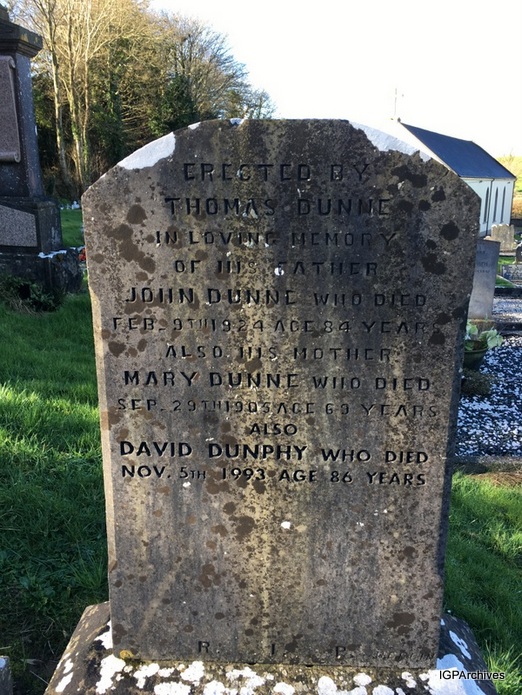 ERECTED BY
THOMAS DUNNE
IN LOVING MEMORY
OF HIS FATHER
JOHN DUNNE WHO DIED
FEB. 9TH 1924 AGE 84 YEARS
ALSO HIS MOTHER
MARY DUNNE WHO DIED
SEP. 29TH 1905 AGE 69 YEARS
ALSO
DAVID DUNPHY WHO DIED
NOV. 5TH 1993 AGE 86 YEARS
R. I. P.
IGPArchives